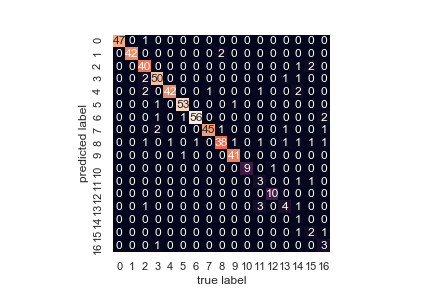 47 0 1 0 0 0 0 0 0 0 0 0 0 0 0 0 0 0
0 42 0 0 0 0 0 0 2 0 0 0 0 0 0 0 0 1
0 0 40 0 0 0 0 0 0 0 0 0 0 0 1 2 0 2
0 0 2 50 0 0 0 0 0 0 0 0 0 1 1 0 0 3
0 0 2 0 42 0 0 1 0 0 0 1 0 0 2 0 0 4
0 0 0 1 0 53 0 0 0 1 0 0 0 0 0 0 0 5
0 0 0 0 0 1 56 0 0 0 0 0 0 0 0 0 2 6
0 0 0 2 0 0 0 45 1 0 0 0 0 1 0 0 1 7
0 0 1 0 1 0 1 0 38 1 0 0 0 1 0 1 1 8
0 0 0 0 0 0 0 0 0 41 0 0 0 0 0 0 0 9
0 0 0 0 0 0 0 0 0 0 9 0 1 0 0 0 0 10
0 0 0 0 0 0 0 0 0 0 0 3 0 0 1 1 0 11
0 0 0 0 0 0 0 0 0 0 0 0 10 0 0 0 0 12
0 0 1 0 0 0 0 0 0 0 0 3 0 4 1 0 0 13
0 0 0 0 0 0 0 0 0 0 0 0 0 0 1 0 0 14
0 0 0 0 0 0 0 0 0 0 0 0 0 0 1 2 1 15
0 0 0 1 0 0 0 0 0 0 0 0 0 0 0 0 3 16
predicted label
0 1 2 3 4 5 6 7 8 9 10 11 12 13 14 15 16
true label